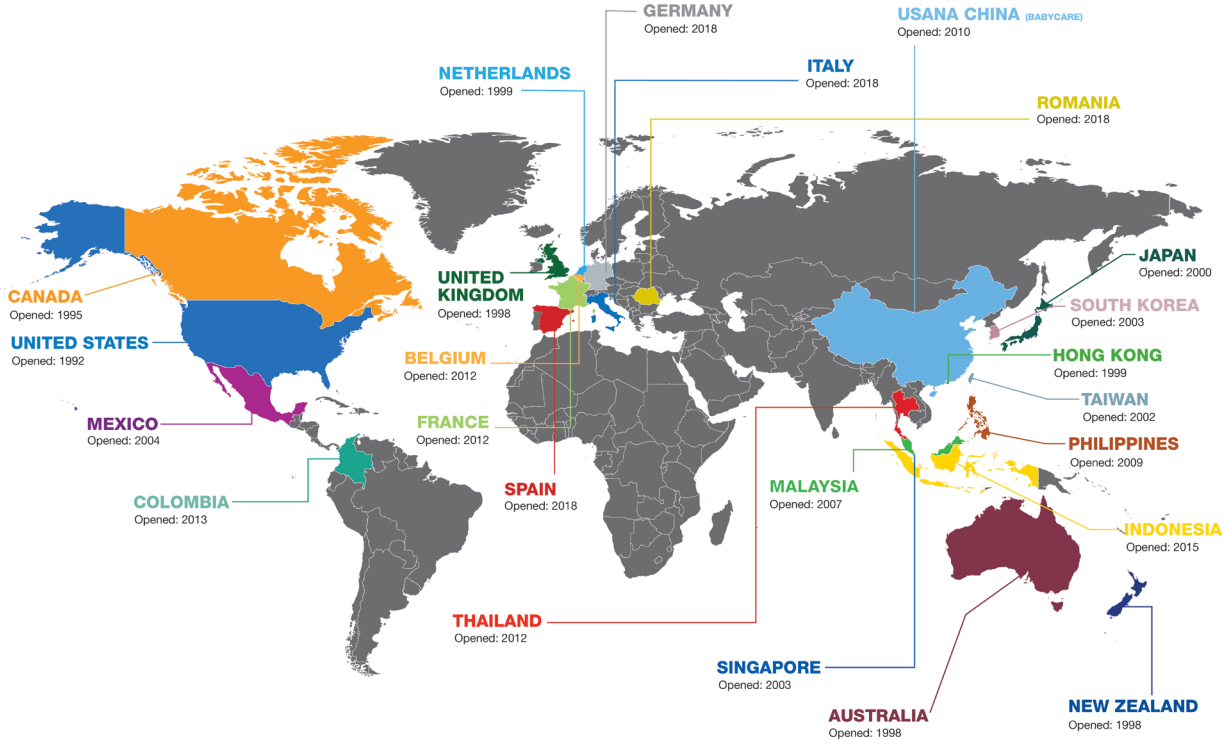 GERMANY
Opened: 2018
USANA CHINA (BABYCARE)
Opened: 2010
NETHERLANDS
Opened: 1999
ITALY
Opened: 2018
ROMANIA
Opened: 2018
CANADA
Opened: 1995
UNITED STATES
Opened: 1992
MEXICO
Opened: 2004
COLOMBIA
Opened: 2013
UNITED
KINGDOM
Opened: 1998
BELGIUM
Opened: 2012
FRANCE
Opened: 2012
SPAIN
Opened: 2018
THAILAND
Opened: 2012
JAPAN
Opened: 2000
SOUTH KOREA
Opened: 2003
HONG KONG
Opened: 1999
TAIWAN
Opened: 2002
PHILIPPINES
Opened: 2009
MALAYSIA
Opened: 2007
INDONESIA
Opened: 2015
SINGAPORE
Opened: 2003
AUSTRALIA
Opened: 1998
NEW ZEALAND
Opened: 1998